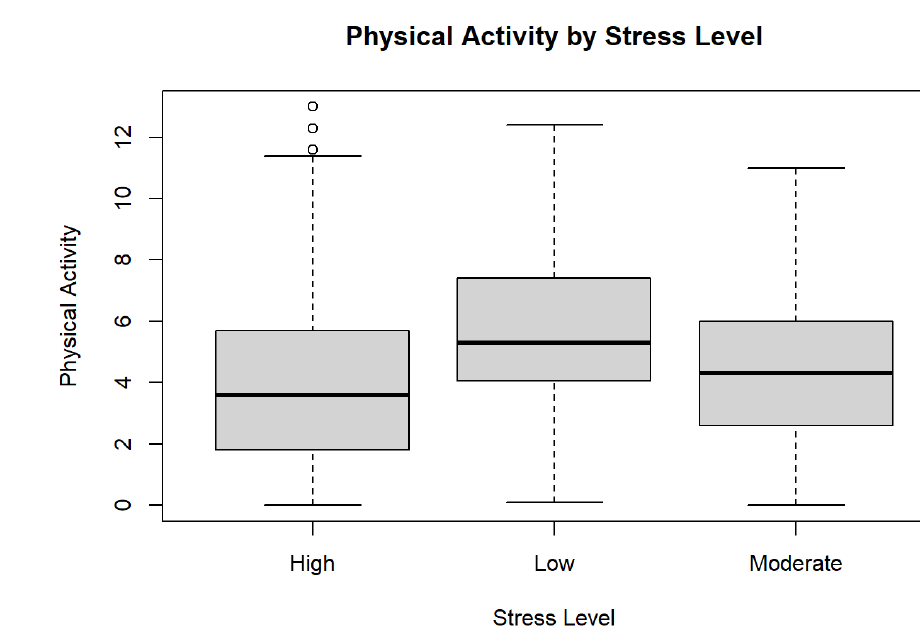 Physical Activity by Stress Level
Physical Activity
12
10
8
6
4
2
0
High Low Moderate
Stress Level